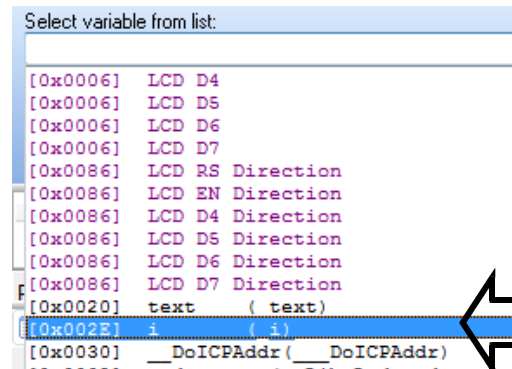 Select variable from list:
[0x0006] LCD D4
[0x0006] LCD D5
[0x0006] LCD D6
[0x0006] LCD D7
[0x0086] LCD RS Direction
[0x0086] LCD EN Direction
[0x0086] LCD D4 Direction
[0x0086] LCD D5 Direction
[0x0086] LCD D6 Direction
[0x0086] LCD D7 Direction
[0x0020] text ( text)
[0x002E] i ( i)
[0x0030] __DoICPAddr(___DoICPAddr)